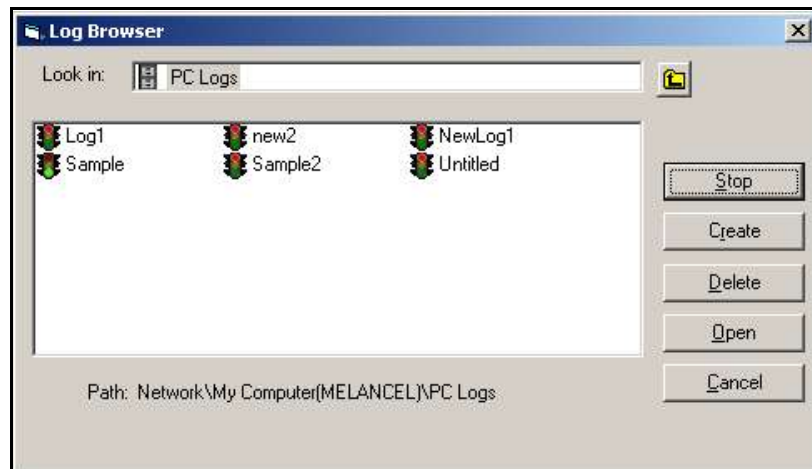 Log Browser
Look in: PC Logs
Log1 new2 NewLog1
Sample Sample2 Untitled
Stop
Create
Delete
Open
Cancel
Path: Network\My Computer(MELANCEL)\PC Logs